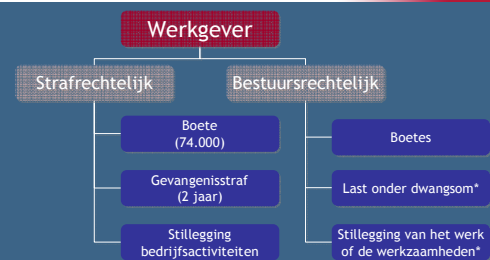 Werkgever
Strafrechtelijk
Bestuursrechtelijk
Boete
(74.000)
Boetes
Gevangenisstraf
(2 jaar)
Last onder dwangsom*
Stillegging
bedrijfsactiviteiten
Stillegging van het werk
of de werkzaamheden*